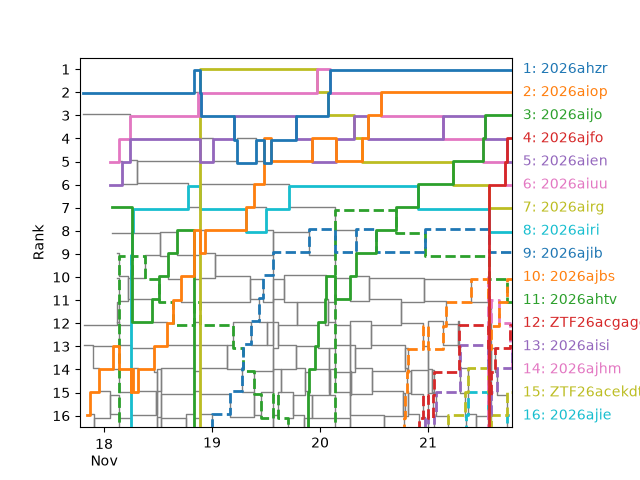 1
2
3
4
5
6
7
8
9
10
11
12
13
14
15
16
Rank
18
19
20
21
Nov
1: 2026ahzr
2: 2026aiop
3: 2026aijo
4: 2026ajfo
5: 2026aien
6: 2026aiuu
7: 2026airg
8: 2026airi
9: 2026ajib
10: 2026ajbs
11: 2026ahtv
12: ZTF26acgag
13: 2026aisi
14: 2026ajhm
15: ZTF26acekd
16: 2026ajie